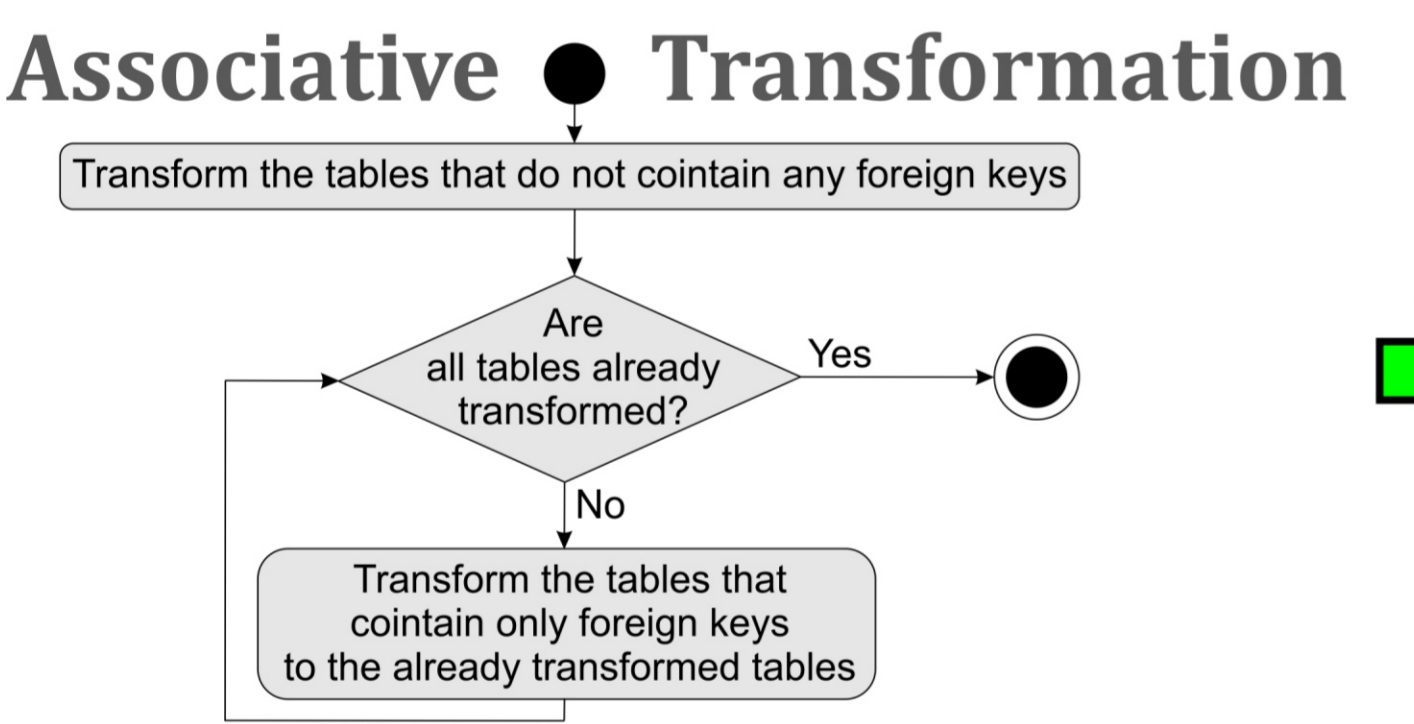 Associative Transformation
Transform the tables that do not cointain any foreign keys
Are
all tables already
transformed?
Yes
No
Transform the tables that
cointain only foreign keys
to the already transformed tables